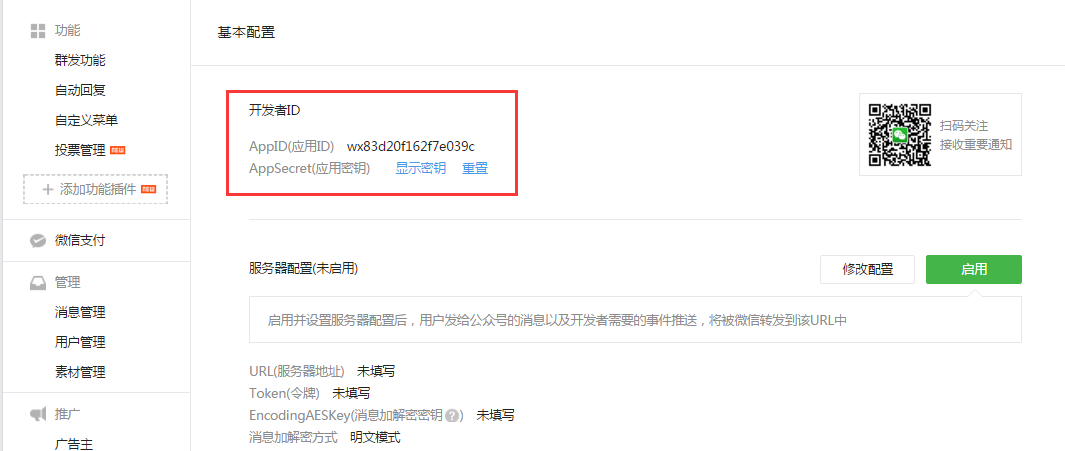 功能
群发功能
自动回复
自定义菜单
投票管理
添加功能插件
微信支付
管理
消息管理
用户管理
素材管理
推广
广告主
基本配置
开发者ID
AppID(应用ID) wx83d20f162f7e039c
AppSecret(应用密钥) 显示密钥 重置
扫码关注
接收重要通知
服务器配置(未启用)
修改配置
启用
启用并设置服务器配置后，用户发给公众号的消息以及开发者需要的事件推送，将被微信转发到该URL中
URL(服务器地址) 未填写
Token(令牌) 未填写
EncodingAESKey(消息加解密密钥 ?) 未填写
消息加解密方式 明文模式